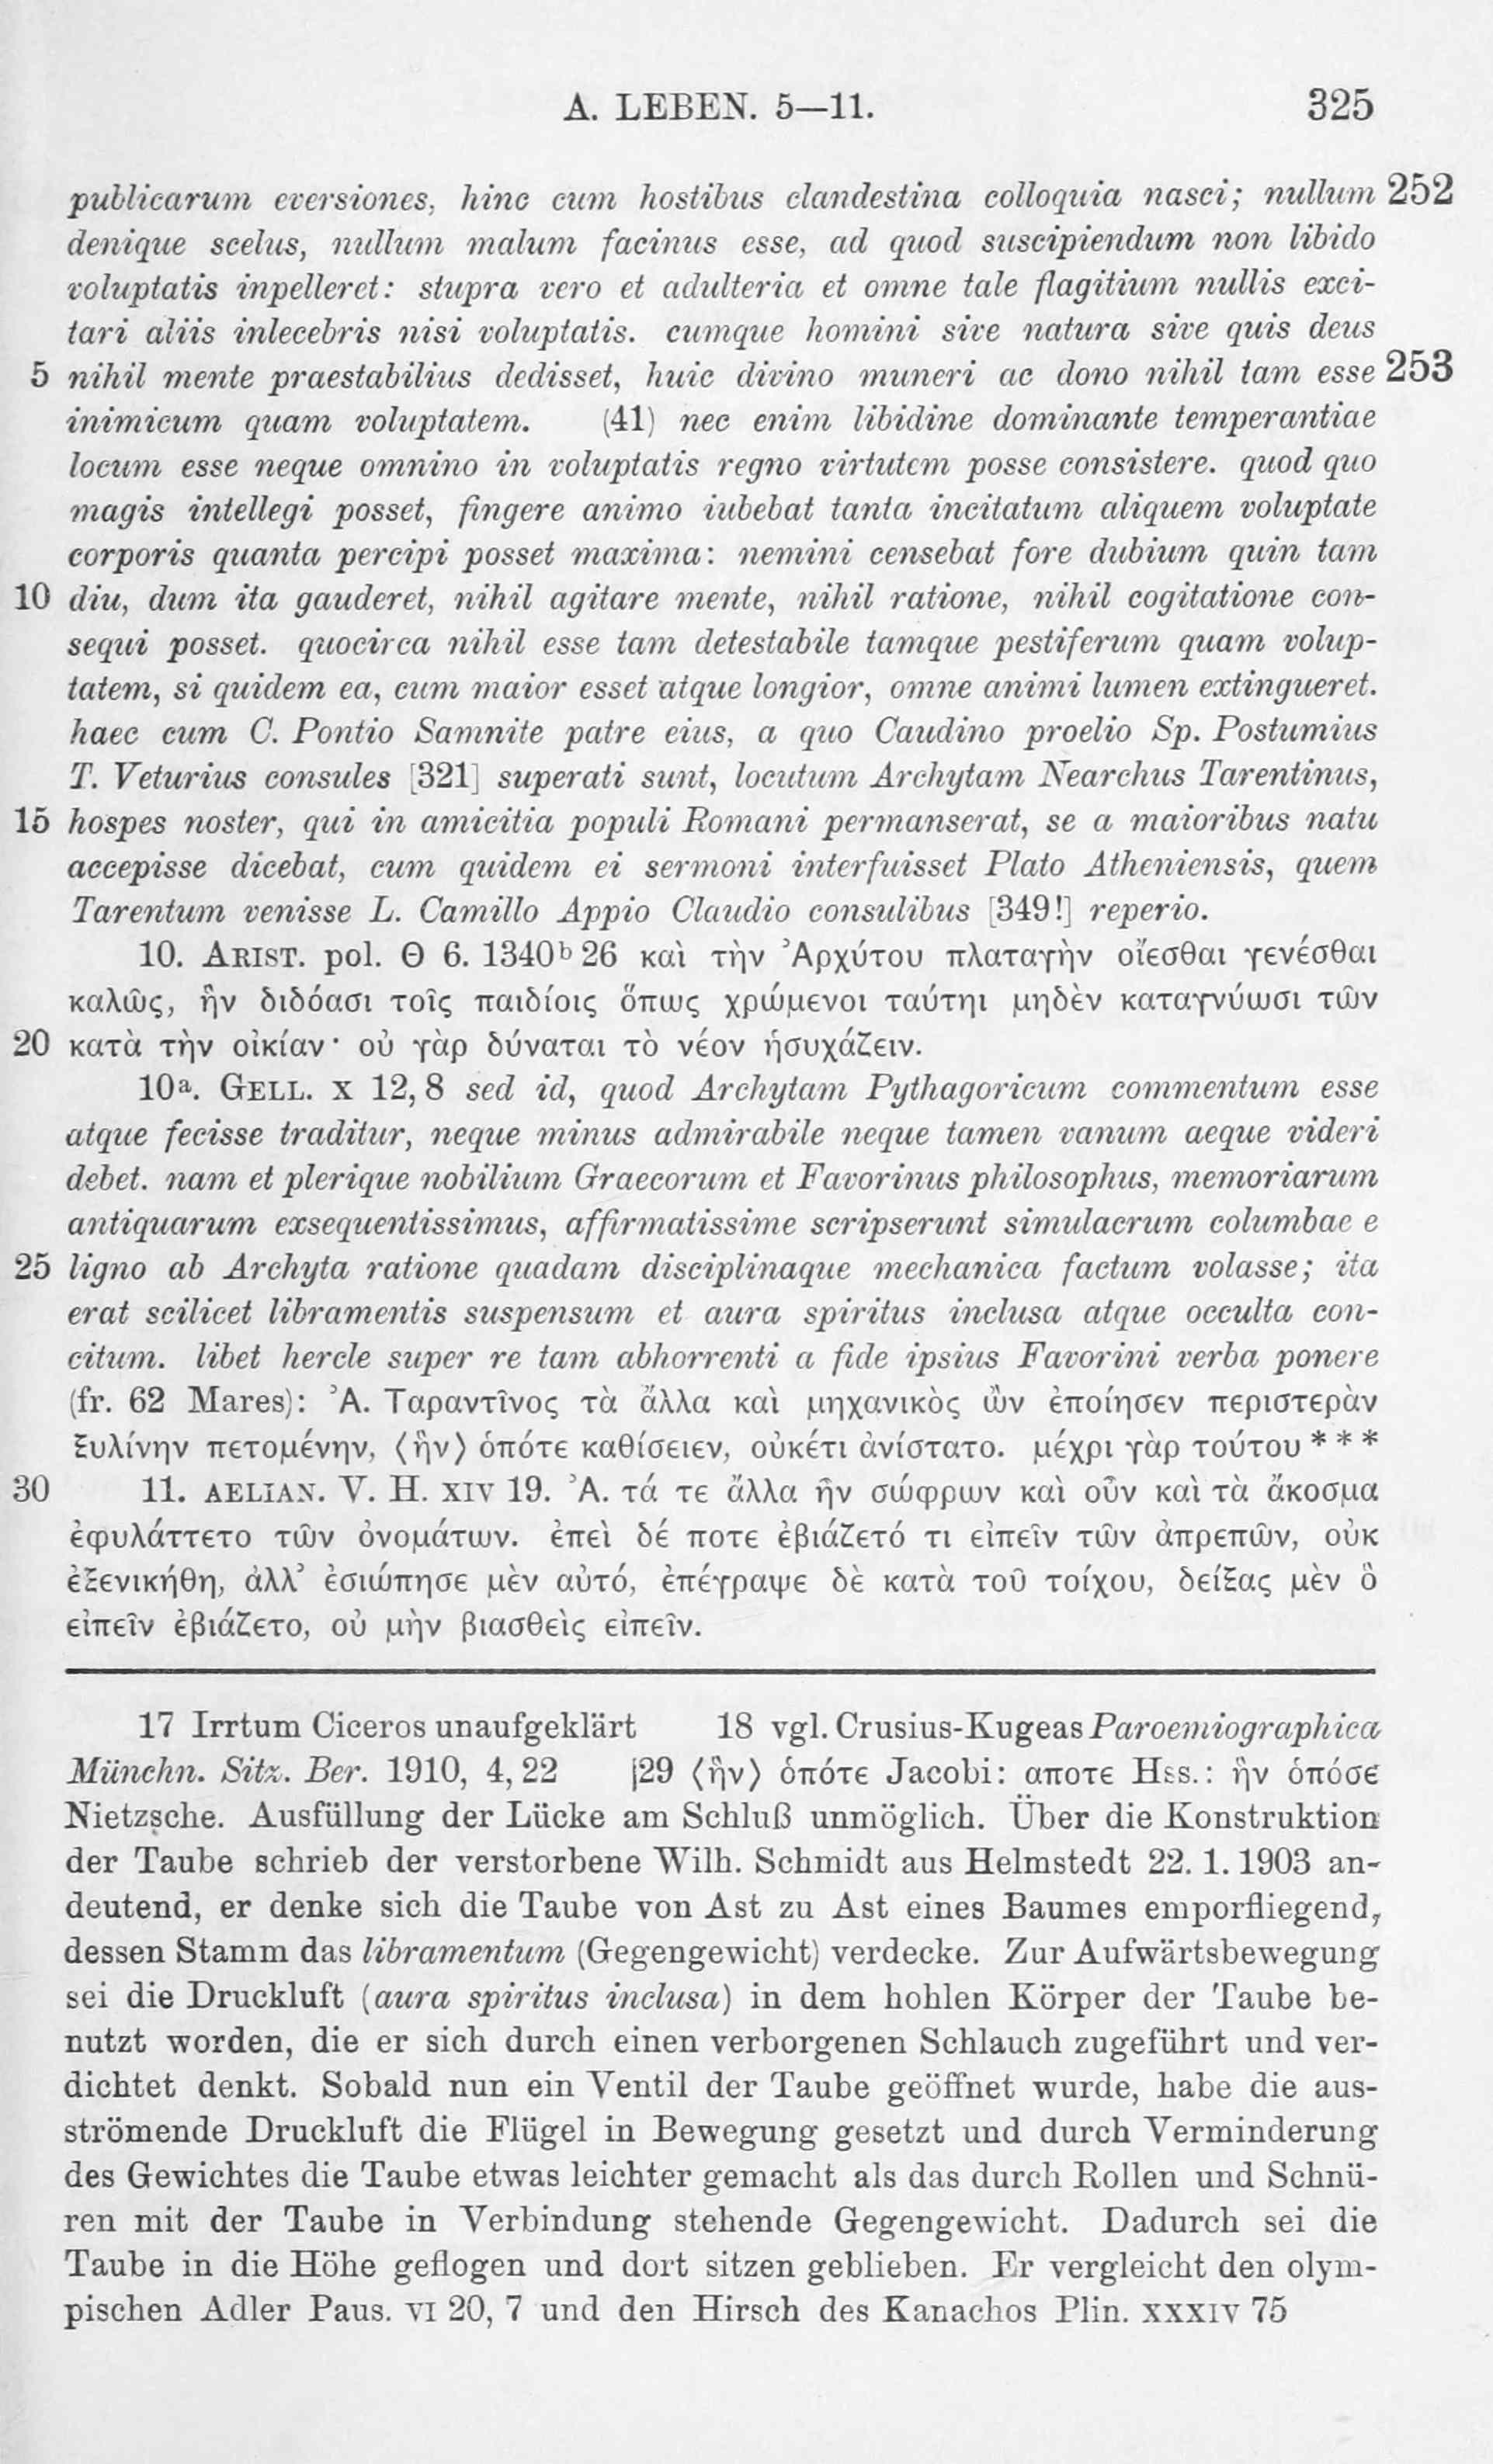 A. LEBEN. 5—11. 325
publicarum eversiones, hinc cum hostibus clandestina colloquia nasci; nullum 252
denique scelus, nullum malum facinus esse, ad quod suscipiendum non libido
voluptatis inpelleret: stupra vero et adulteria et omne tale flagitium nullis exci-
tari aliis inlecebris nisi voluptatis. cumque homini sive natura sive quis deus
5 nihil mente praestabilius dedisset, huic divino muneri ac dono nihil tam esse 253
inimicum quam voluptatem. (41) nec enim libidine dominante temperantiae
locum esse neque omnino in voluptatis regno virtutem posse consistere. quod quo
magis intellegi posset, fingere animo iubebat tanta incitatum aliquem voluptate
corporis quanta percipi posset maxima: nemini censebat fore dubium quin tam
10 diu, dum ita gauderet, nihil agitare mente, nihil ratione, nihil cogitatione con-
sequi posset. quocirca nihil esse tam detestabile tamque pestiferum quam volup-
tatem, si quidem ea, cum maior esset atque longior, omne animi lumen extingueret.
haec cum C. Pontio Samnite patre eius, a quo Caudino proelio Sp. Postumius
T. Veturius consules [321] superati sunt, locutum Archytam Nearchus Tarentinus,
15 hospes noster, qui in amicitia populi Romani permanserat, se a maioribus natu
accepisse dicebat, cum quidem ei sermoni interfuisset Plato Atheniensis, quem
Tarentum venisse L. Camillo Appio Claudio consulibus [349!] reperio.
10. ARIST. pol. Θ 6. 1340ᵇ 26 καὶ τὴν Ἀρχύτου πλαταγὴν οἴεσθαι γενέσθαι
καλῶς, ἣν διδόασι τοῖς παιδίοις ὅπως χρώμενοι ταύτηι μηδὲν καταγνύωσι τῶν
20 κατὰ τὴν οἰκίαν· οὐ γὰρ δύναται τὸ νέον ἡσυχάζειν.
10ᵃ. GELL. X 12, 8 sed id, quod Archytam Pythagoricum commentum esse
atque fecisse traditur, neque minus admirabile neque tamen vanum aeque videri
debet. nam et plerique nobilium Graecorum et Favorinus philosophus, memoriarum
antiquarum exsequentissimus, affirmatissime scripserunt simulacrum columbae e
25 ligno ab Archyta ratione quadam disciplinaque mechanica factum volasse; ita
erat scilicet libramentis suspensum et aura spiritus inclusa atque occulta con-
citum. libet hercle super re tam abhorrenti a fide ipsius Favorini verba ponere
(fr. 62 Mares): Ἀ. Ταραντῖνος τὰ ἄλλα καὶ μηχανικὸς ὢν ἐποίησεν περιστερὰν
ξυλίνην πετομένην, ⟨ἣν⟩ ὁπότε καθίσειεν, οὐκέτι ἀνίστατο. μέχρι γὰρ τούτου * * *
30 11. AELIAN. V. H. XIV 19. Ἀ. τά τε ἄλλα ἦν σώφρων καὶ οὖν καὶ τὰ ἄκοσμα
ἐφυλάττετο τῶν ὀνομάτων. ἐπεὶ δέ ποτε ἐβιάζετό τι εἰπεῖν τῶν ἀπρεπῶν, οὐκ
ἐξενικήθη, ἀλλ’ ἐσιώπησε μὲν αὐτό, ἐπέγραψε δὲ κατὰ τοῦ τοίχου, δείξας μὲν ὃ
εἰπεῖν ἐβιάζετο, οὐ μὴν βιασθεὶς εἰπεῖν.
17 Irrtum Ciceros unaufgeklärt 18 vgl. Crusius-Kugeas Paroemiographica
Münchn. Sitz. Ber. 1910, 4, 22 |29 ⟨ἣν⟩ ὁπότε Jacobi: αποτε Hss.: ἣν ὁπόσε
Nietzsche. Ausfüllung der Lücke am Schluß unmöglich. Über die Konstruktion
der Taube schrieb der verstorbene Wilh. Schmidt aus Helmstedt 22. 1. 1903 an-
deutend, er denke sich die Taube von Ast zu Ast eines Baumes emporfliegend,
dessen Stamm das libramentum (Gegengewicht) verdecke. Zur Aufwärtsbewegung
sei die Druckluft (aura spiritus inclusa) in dem hohlen Körper der Taube be-
nutzt worden, die er sich durch einen verborgenen Schlauch zugeführt und ver-
dichtet denkt. Sobald nun ein Ventil der Taube geöffnet wurde, habe die aus-
strömende Druckluft die Flügel in Bewegung gesetzt und durch Verminderung
des Gewichtes die Taube etwas leichter gemacht als das durch Rollen und Schnü-
ren mit der Taube in Verbindung stehende Gegengewicht. Dadurch sei die
Taube in die Höhe geflogen und dort sitzen geblieben. Er vergleicht den olym-
pischen Adler Paus. VI 20, 7 und den Hirsch des Kanachos Plin. XXXIV 75